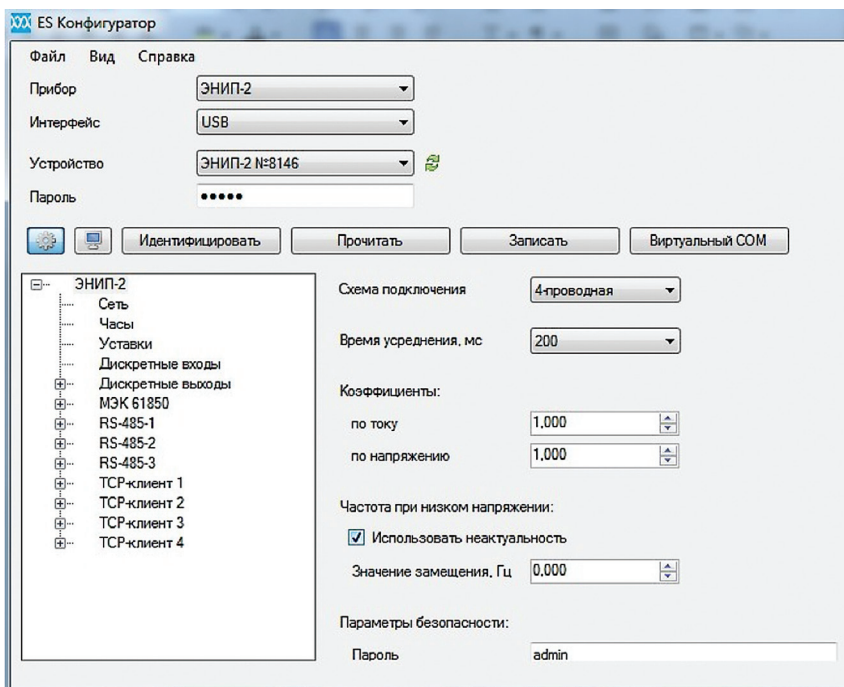 ES Конфигуратор
Файл Вид Справка
Прибор ЭНИП-2
Интерфейс USB
Устройство ЭНИП-2 №8146
Пароль •••••
Идентифицировать Прочитать Записать Виртуальный COM
ЭНИП-2
Сеть
Часы
Уставки
Дискретные входы
Дискретные выходы
МЭК 61850
RS-485-1
RS-485-2
RS-485-3
TCP-клиент 1
TCP-клиент 2
TCP-клиент 3
TCP-клиент 4
Схема подключения 4-проводная
Время усреднения, мс 200
Коэффициенты:
по току 1,000
по напряжению 1,000
Частота при низком напряжении:
Использовать неактуальность
Значение замещения, Гц 0,000
Параметры безопасности:
Пароль admin